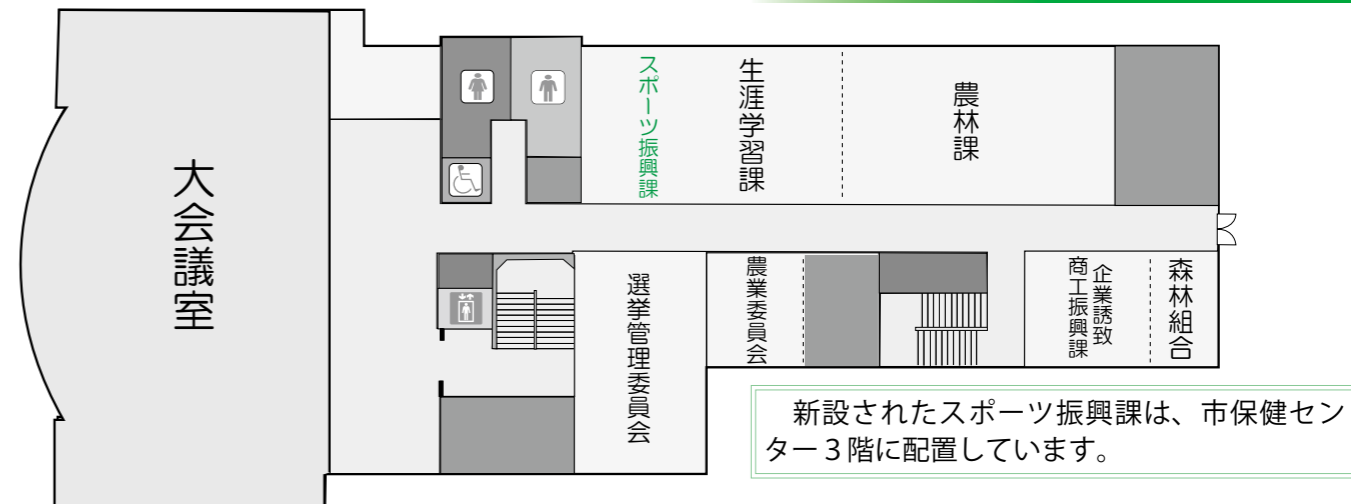 大会議室
スポーツ振興課
生涯学習課
農林課
選挙管理委員会
農業委員会
企業誘致
商工振興課
森林組合
　新設されたスポーツ振興課は、市保健セン
ター３階に配置しています。